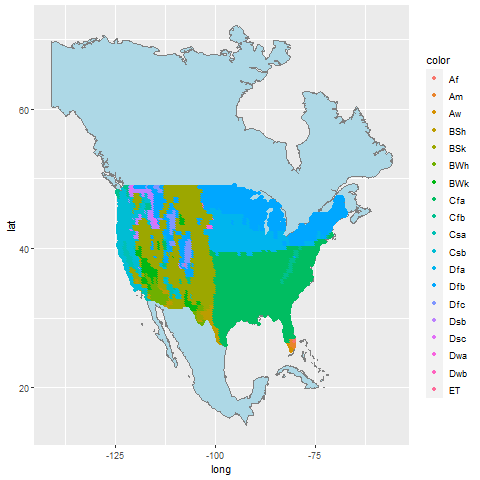 color
Af
Am
Aw
BSh
BSk
BWh
BWk
Cfa
Cfb
Csa
Csb
Dfa
Dfb
Dfc
Dsb
Dsc
Dwa
Dwb
ET
60
40
20
lat
-125
-100
-75
long